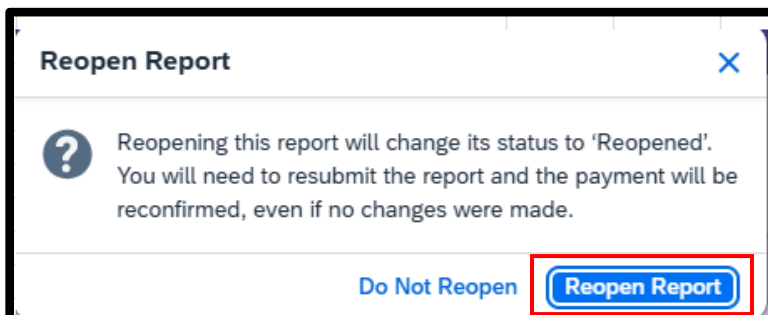 Reopen Report
Reopening this report will change its status to ‘Reopened’.
You will need to resubmit the report and the payment will be
reconfirmed, even if no changes were made.
Do Not Reopen
Reopen Report